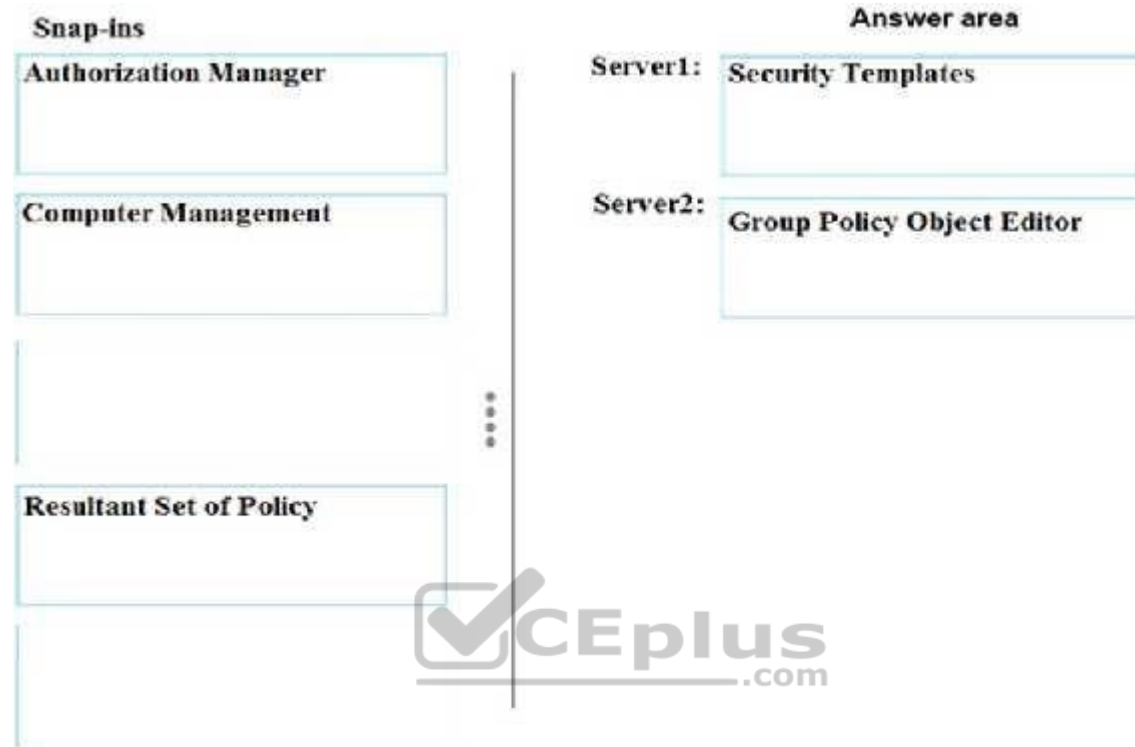 Snap-ins
Authorization Manager
Computer Management
Resultant Set of Policy
Answer area
Server1:
Security Templates
Server2:
Group Policy Object Editor
CEplus
.com